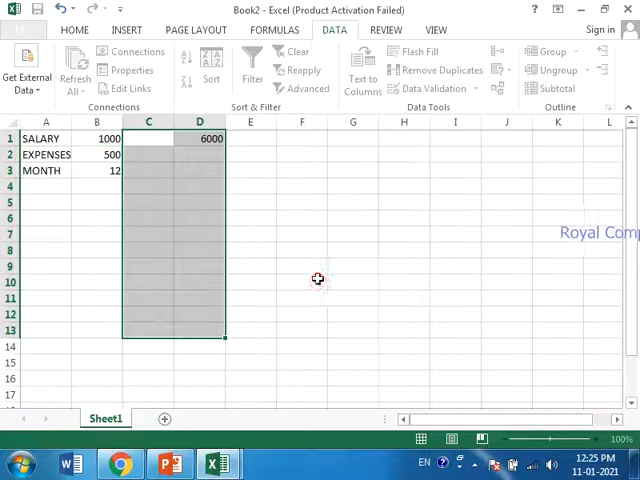 Book2 - Excel (Product Activation Failed)
HOME INSERT PAGE LAYOUT FORMULAS DATA REVIEW VIEW Sign in
Get External Data
Refresh All
Connections
Properties
Edit Links
Connections
Sort
Filter
Clear
Reapply
Advanced
Sort & Filter
Text to Columns
Flash Fill
Remove Duplicates
Data Validation
Data Tools
Group
Ungroup
Subtotal
Outline
A B C D E F G H I J K L
1 SALARY 1000 6000
2 EXPENSES 500
3 MONTH 12
4
5
6
7
Royal Comp
8
9
10
11
12
13
14
15
16
17
Sheet1
100%
EN
12:25 PM
11-01-2021